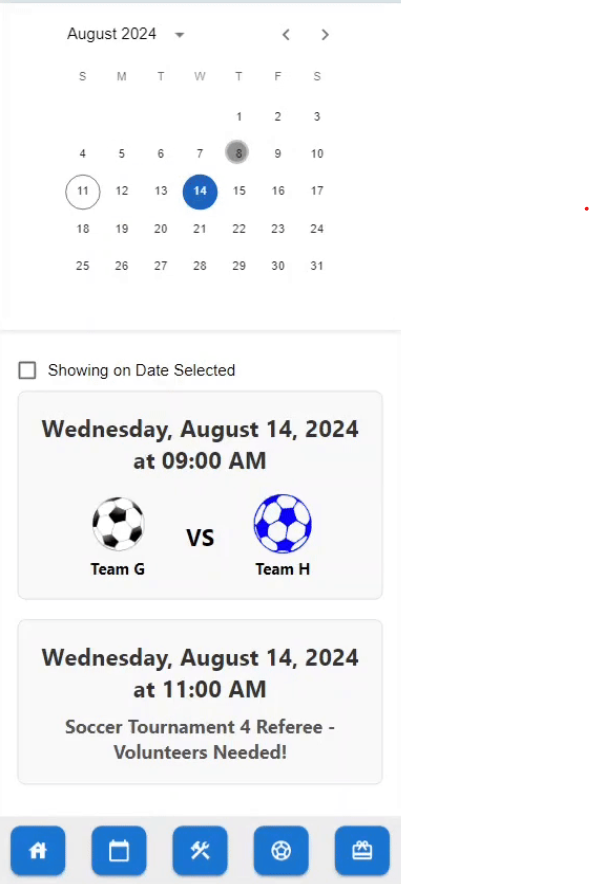 August 2024
S M T W T F S
1 2 3
4 5 6 7 8 9 10
11 12 13 14 15 16 17
18 19 20 21 22 23 24
25 26 27 28 29 30 31
Showing on Date Selected
Wednesday, August 14, 2024
at 09:00 AM
VS
Team G Team H
Wednesday, August 14, 2024
at 11:00 AM
Soccer Tournament 4 Referee -
Volunteers Needed!